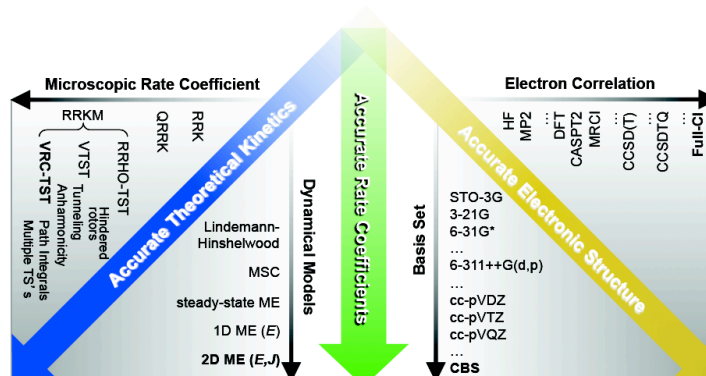 Microscopic Rate Coefficient
Electron Correlation
RRKM
VRC-TST
VTST
RRHO-TST
QRRK
RRK
Multiple TS's
Path Integrals
Anharmonicity
Tunneling
Hindered
rotors
Accurate Theoretical Kinetics
Dynamical Models
Lindemann-
Hinshelwood
MSC
steady-state ME
1D ME (E)
2D ME (E,J)
Accurate Rate Coefficients
Basis Set
STO-3G
3-21G
6-31G*
...
6-311++G(d,p)
...
cc-pVDZ
cc-pVTZ
cc-pVQZ
...
CBS
Accurate Electronic Structure
HF
MP2
...
DFT
CASPT2
MRCI
...
CCSD(T)
...
CCSDTQ
...
Full-CI